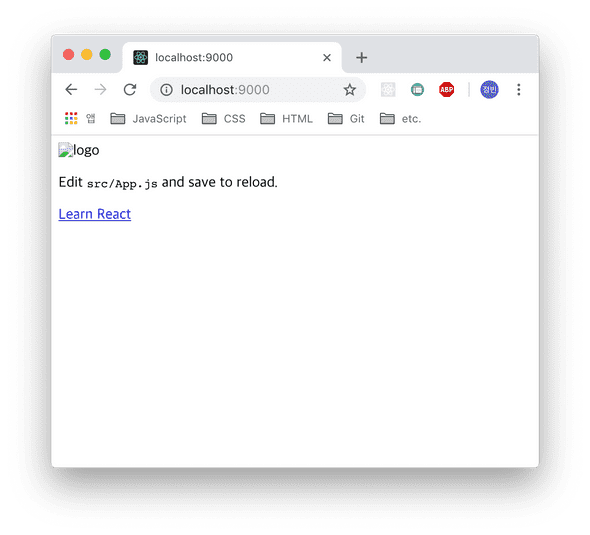 localhost:9000
localhost:9000 ABP 정빈
앱 JavaScript CSS HTML Git etc.
logo
Edit src/App.js and save to reload.
Learn React